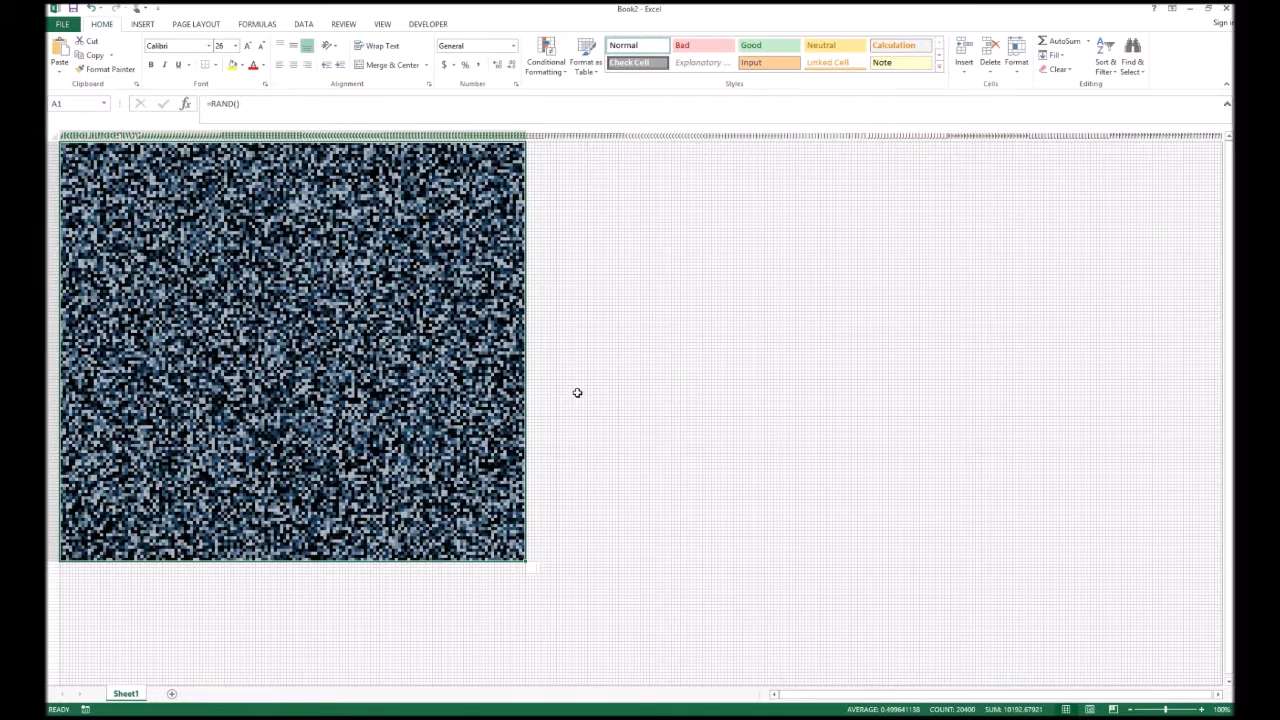 Book2 - Excel
Sign in
FILE HOME INSERT PAGE LAYOUT FORMULAS DATA REVIEW VIEW DEVELOPER
Paste
Cut
Copy
Format Painter
Clipboard
Calibri 26
B I U
Font
Wrap Text
Merge & Center
Alignment
General
$ % ,
Number
Conditional Formatting
Format as Table
Normal Bad Good Neutral Calculation
Check Cell Explanatory ... Input Linked Cell Note
Styles
Insert Delete Format
Cells
AutoSum
Fill
Clear
Sort & Filter
Find & Select
Editing
A1 fx =RAND()
Sheet1
READY AVERAGE: 0.499641138 COUNT: 20400 SUM: 10192.67921 100%